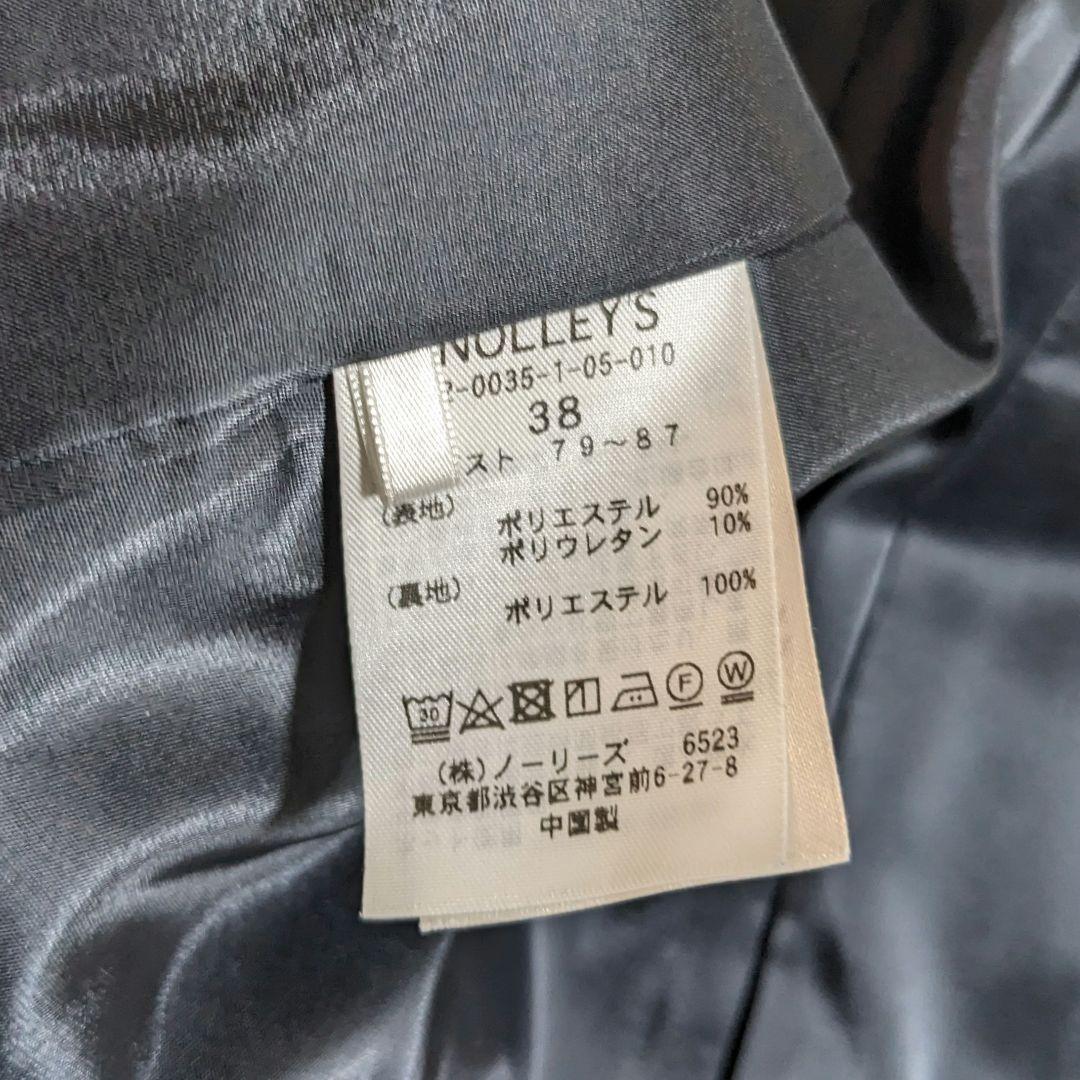 NOLLEY'S
2-0035-1-05-010
38
スト 79～87
(表地)
ポリエステル 90%
ポリウレタン 10%
(裏地)
ポリエステル 100%
30
F
W
(株)ノーリーズ 6523
東京都渋谷区神宮前6-27-8
中国製